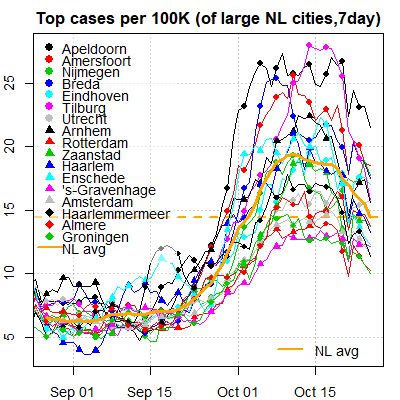 Top cases per 100K (of large NL cities,7day)
Apeldoorn
Amersfoort
Nijmegen
Breda
Eindhoven
Tilburg
Utrecht
Arnhem
Rotterdam
Zaanstad
Haarlem
Enschede
's-Gravenhage
Amsterdam
Haarlemmermeer
Almere
Groningen
NL avg
25
20
15
10
5
NL avg
Sep 01 Sep 15 Oct 01 Oct 15